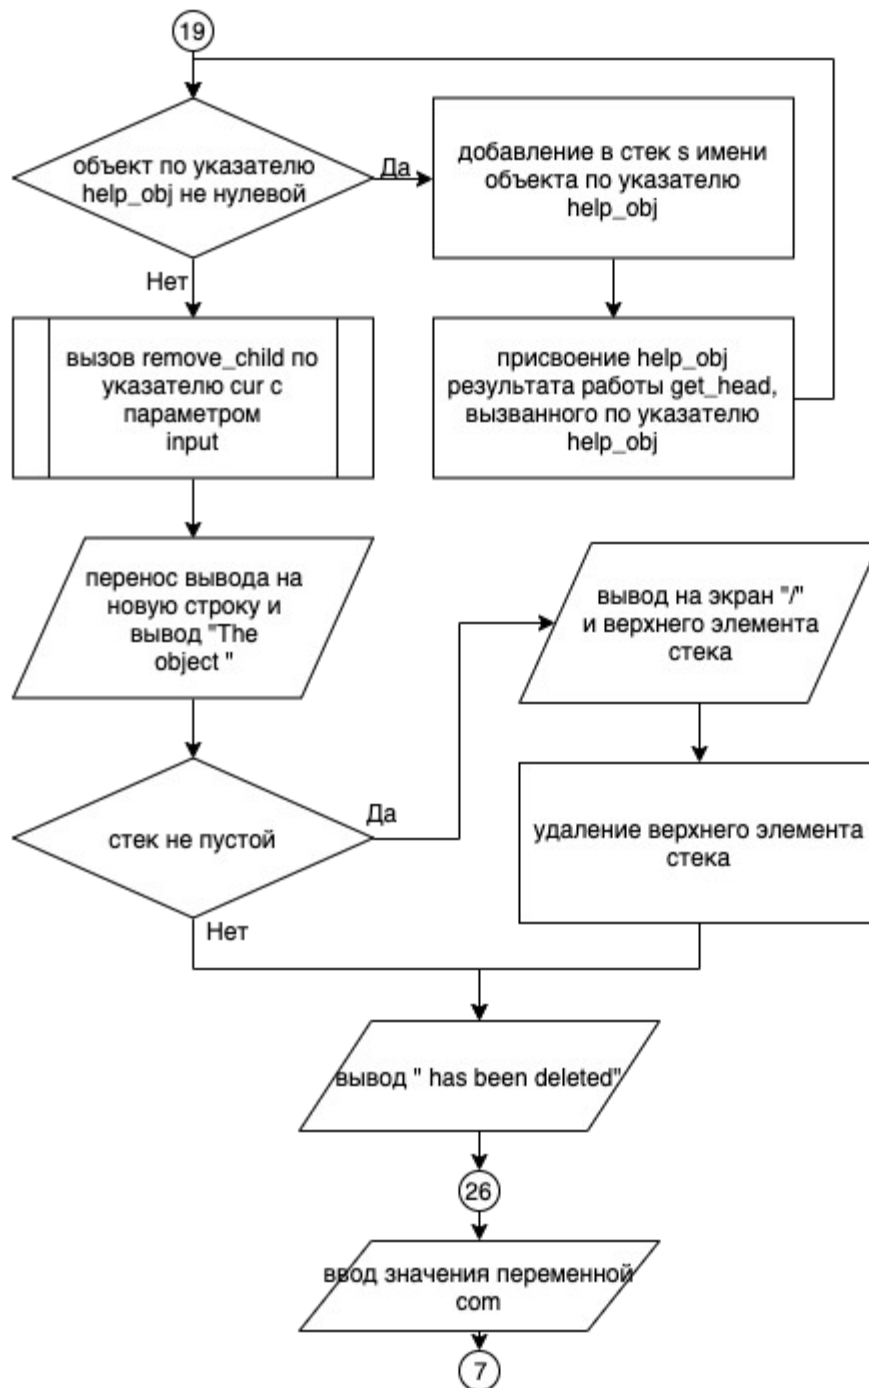 19
объект по указателю
help_obj не нулевой
Да
добавление в стек s имени
объекта по указателю
help_obj
Нет
вызов remove_child по
указателю cur с
параметром
input
присвоение help_obj
результата работы get_head,
вызванного по указателю
help_obj
перенос вывода на
новую строку и
вывод "The
object "
вывод на экран "/"
и верхнего элемента
стека
стек не пустой
Да
удаление верхнего элемента
стека
Нет
вывод " has been deleted"
26
ввод значения переменной
com
7